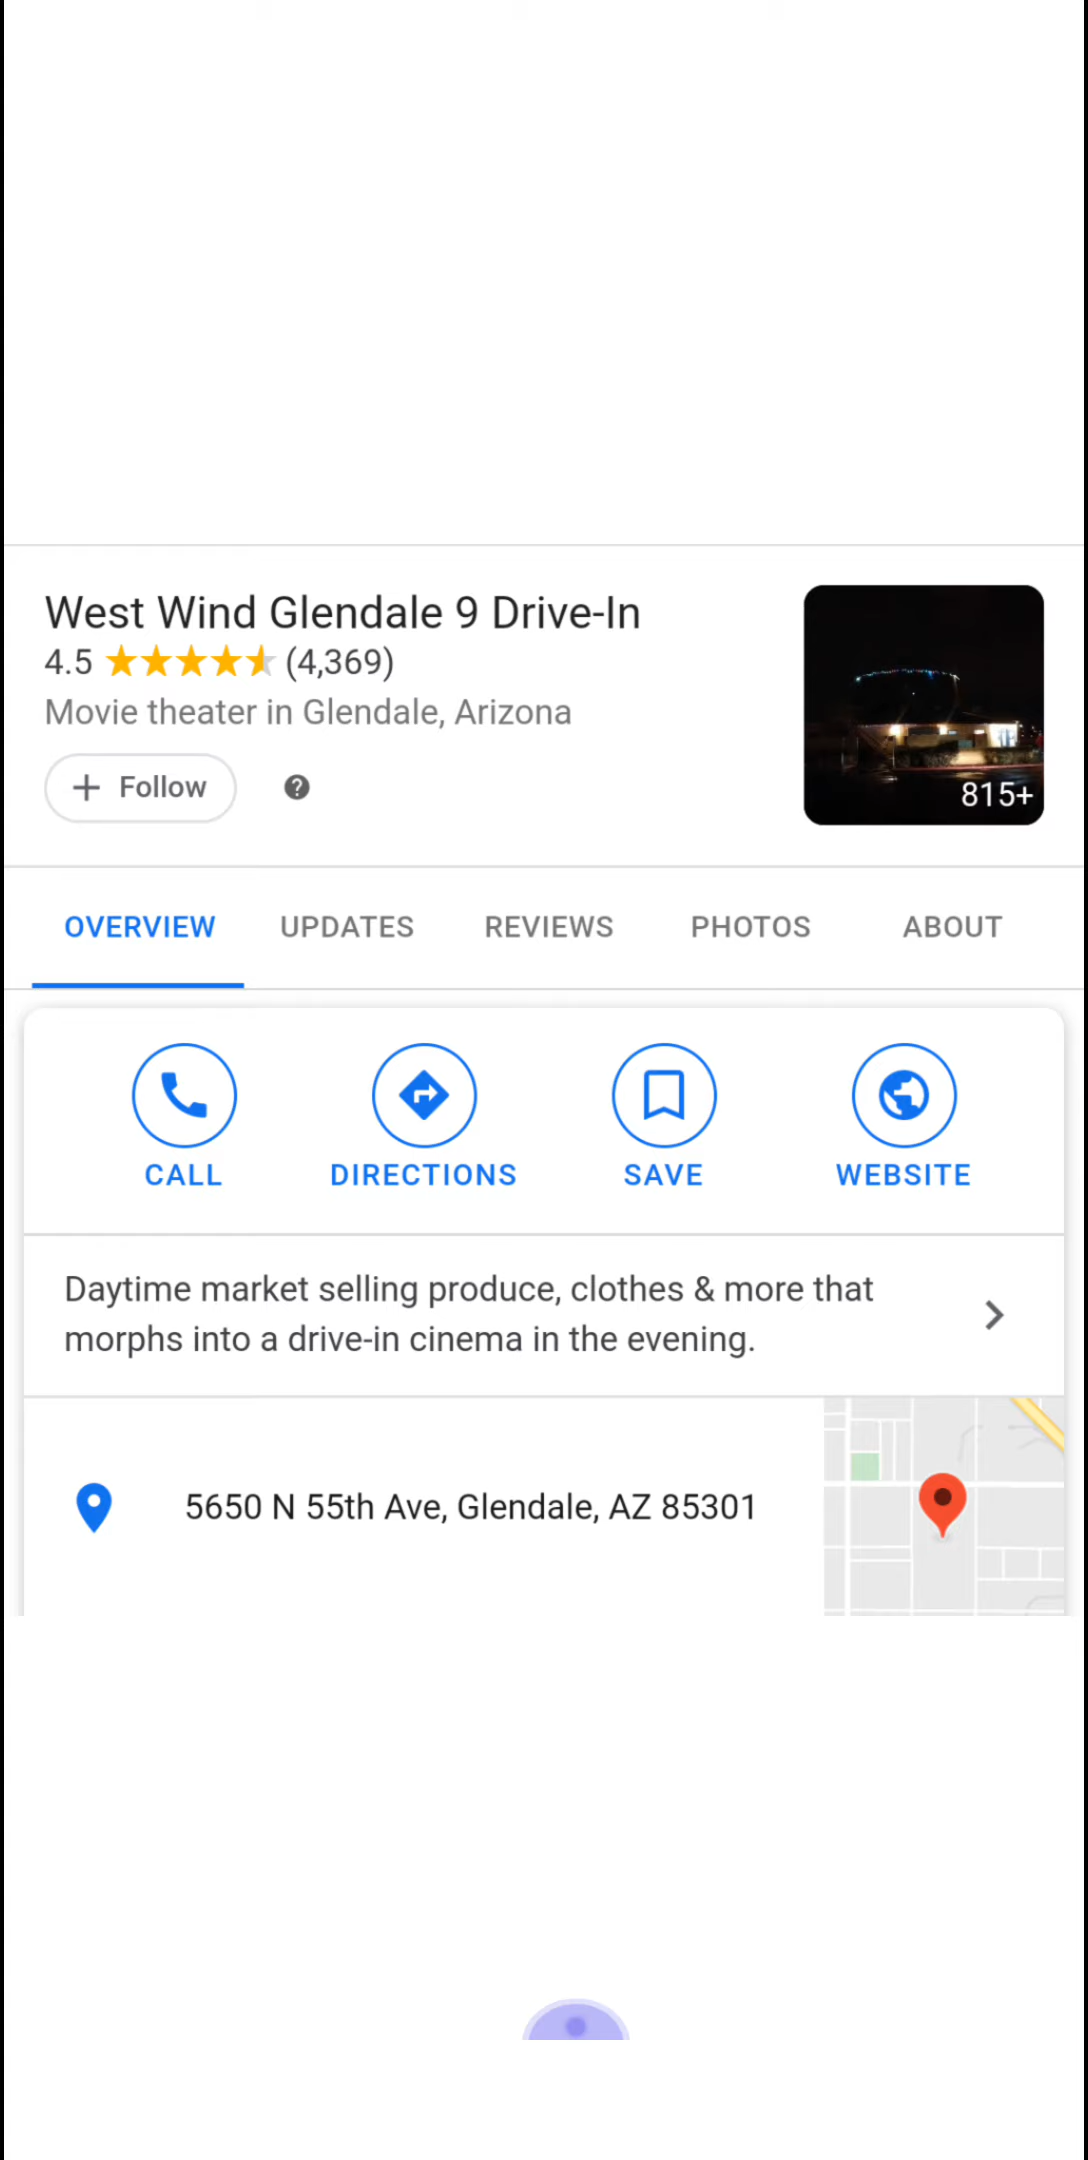 West Wind Glendale 9 Drive-In
4.5 (4,369)
Movie theater in Glendale, Arizona
+ Follow
?
815+
OVERVIEW UPDATES REVIEWS PHOTOS ABOUT
CALL DIRECTIONS SAVE WEBSITE
Daytime market selling produce, clothes & more that
morphs into a drive-in cinema in the evening.
5650 N 55th Ave, Glendale, AZ 85301